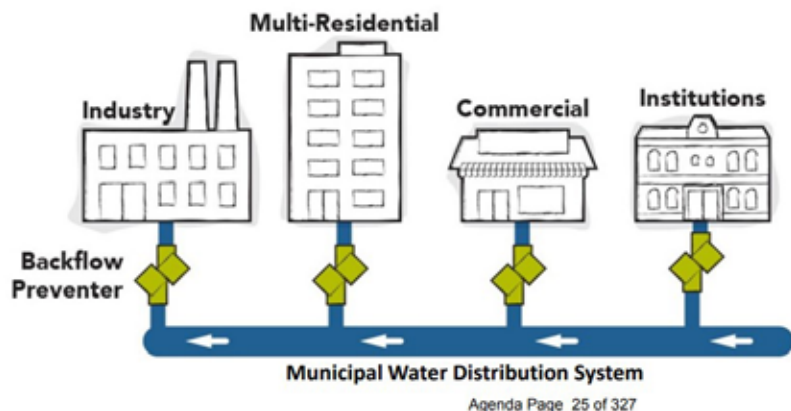 Multi-Residential
Industry
Commercial
Institutions
Backflow
Preventer
Municipal Water Distribution System
Agenda Page 25 of 327